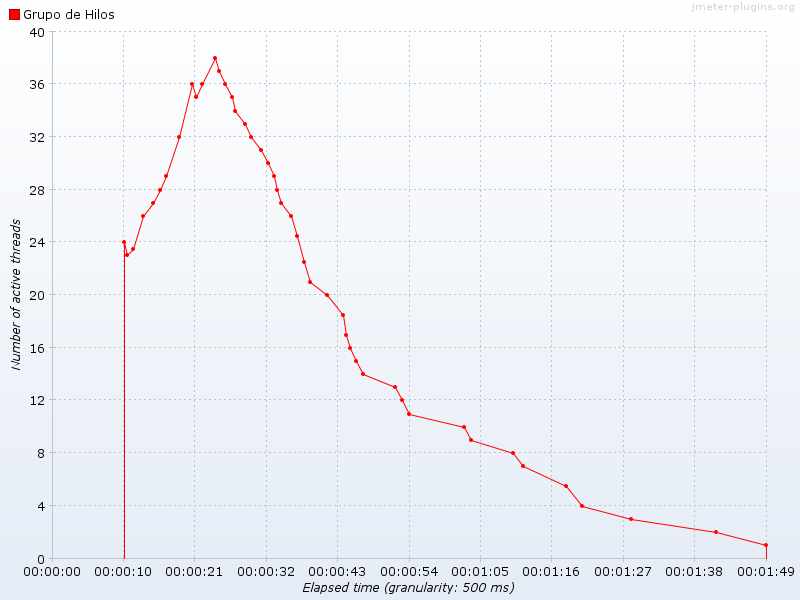 jmeter-plugins.org
Grupo de Hilos
40
36
32
28
24
20
16
12
8
4
0
Number of active threads
00:00:00 00:00:10 00:00:21 00:00:32 00:00:43 00:00:54 00:01:05 00:01:16 00:01:27 00:01:38 00:01:49
Elapsed time (granularity: 500 ms)